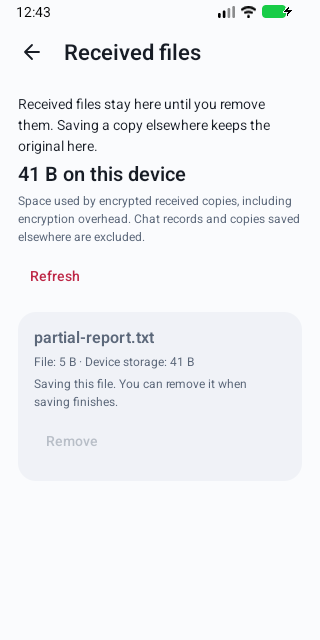 12:43
Received files
Received files stay here until you remove
them. Saving a copy elsewhere keeps the
original here.
41 B on this device
Space used by encrypted received copies, including
encryption overhead. Chat records and copies saved
elsewhere are excluded.
Refresh
partial-report.txt
File: 5 B · Device storage: 41 B
Saving this file. You can remove it when
saving finishes.
Remove